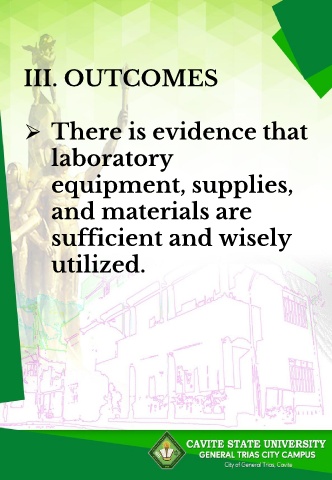 III. OUTCOMES
➢ There is evidence that
laboratory
equipment, supplies,
and materials are
sufficient and wisely
utilized.
CAVITE STATE UNIVERSITY
GENERAL TRIAS CITY CAMPUS
City of General Trias, Cavite